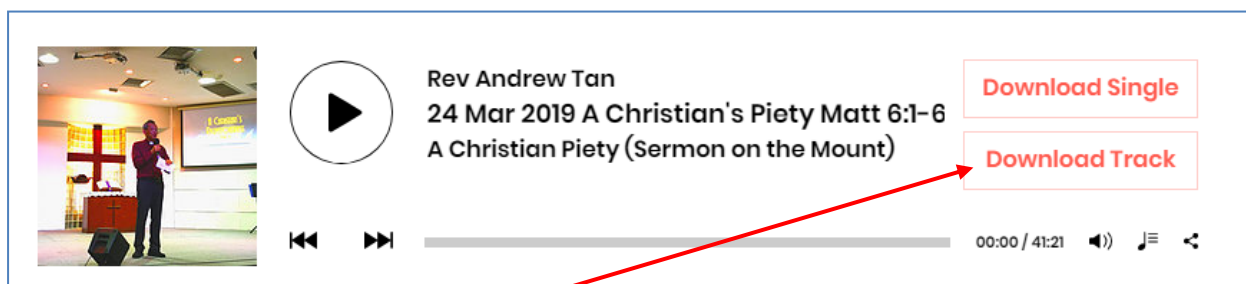 Rev Andrew Tan
24 Mar 2019 A Christian's Piety Matt 6:1-6
A Christian Piety (Sermon on the Mount)
Download Single
Download Track
00:00 / 41:21